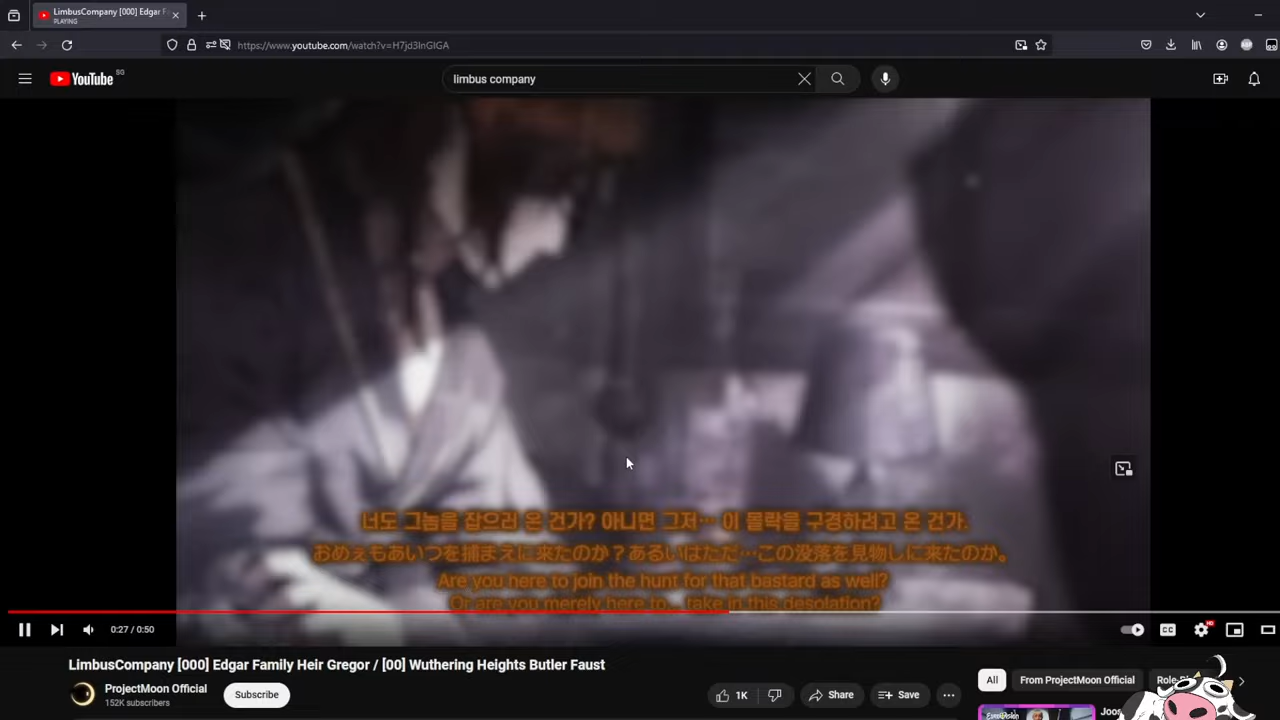 LimbusCompany [000] Edgar F
PLAYING
https://www.youtube.com/watch?v=H7jd3InGIGA
YouTube SG
limbus company
너도 그놈을 잡으러 온 건가? 아니면 그저… 이 몰락을 구경하려고 온 건가.
おめぇもあいつを捕まえに来たのか？あるいはただ…この没落を見物しに来たのか。
Are you here to join the hunt for that bastard as well?
Or are you merely here to... take in this desolation?
0:27 / 0:50
CC
HD
LimbusCompany [000] Edgar Family Heir Gregor / [00] Wuthering Heights Butler Faust
ProjectMoon Official
152K subscribers
Subscribe
1K
Share
Save
All
From ProjectMoon Official
Role
Joos